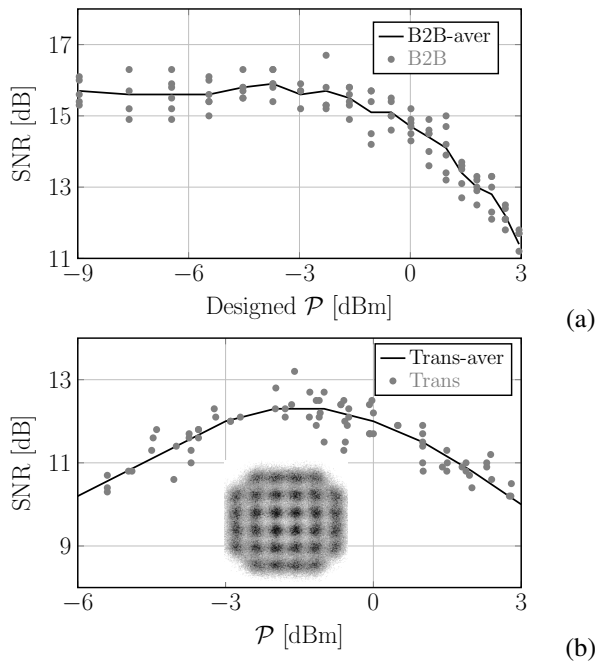 17
15
13
11
SNR [dB]
B2B-aver
B2B
−9 −6 −3 0 3
Designed P [dBm]
(a)
13
11
9
SNR [dB]
Trans-aver
Trans
−6 −3 0 3
P [dBm]
(b)